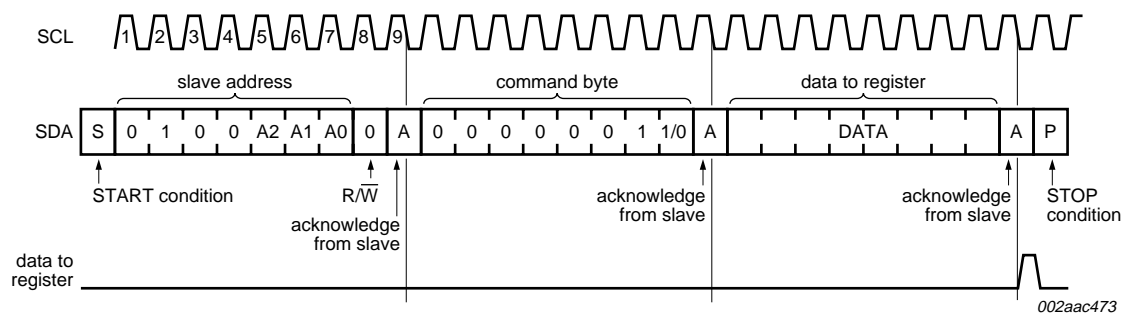 SCL 1 2 3 4 5 6 7 8 9
slave address command byte data to register
SDA S 0 1 0 0 A2 A1 A0 0 A 0 0 0 0 0 0 1 1/0 A DATA A P
START condition R/W̅ acknowledge from slave acknowledge from slave acknowledge from slave STOP condition
data to register
002aac473